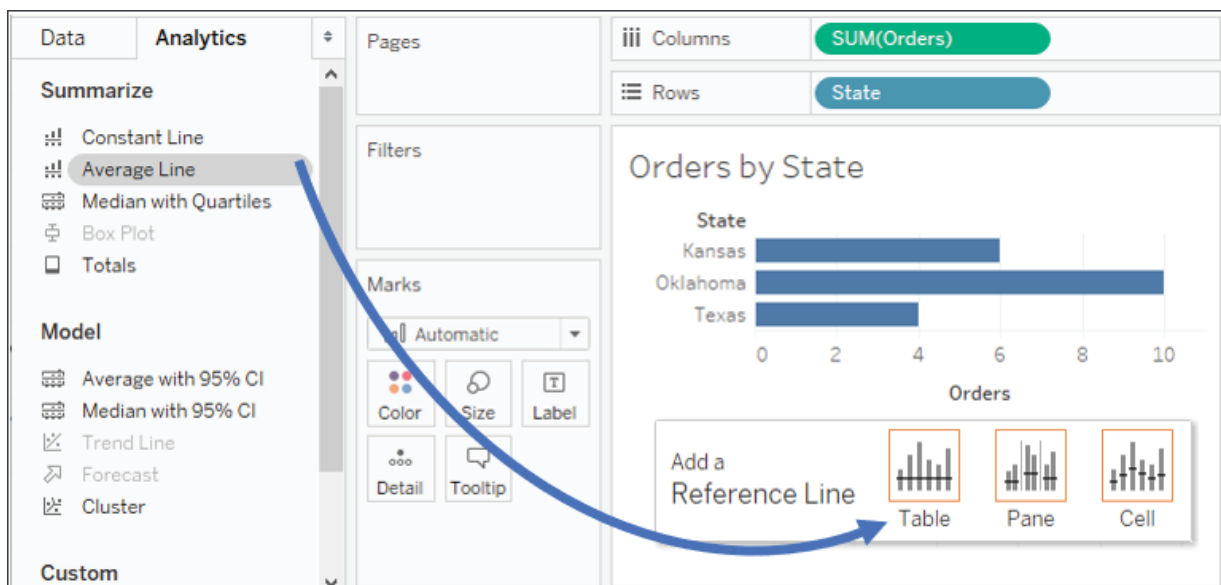 Data Analytics
Summarize
Constant Line
Average Line
Median with Quartiles
Box Plot
Totals
Model
Average with 95% CI
Median with 95% CI
Trend Line
Forecast
Cluster
Custom
Pages
Filters
Marks
Automatic
Color Size Label
Detail Tooltip
Columns SUM(Orders)
Rows State
Orders by State
State
Kansas
Oklahoma
Texas
0 2 4 6 8 10
Orders
Add a
Reference Line
Table Pane Cell